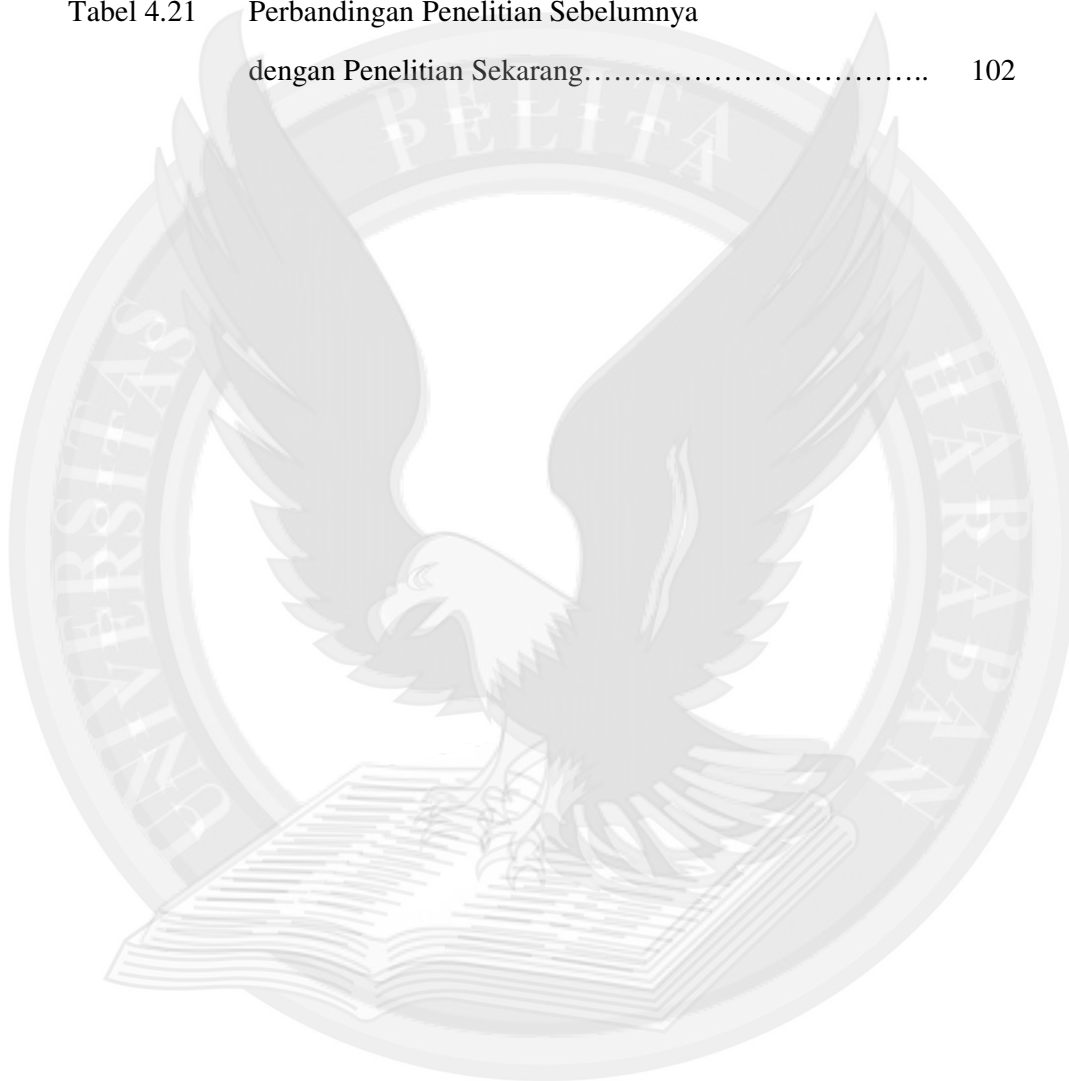 Tabel 4.21 Perbandingan Penelitian Sebelumnya
dengan Penelitian Sekarang…………………………….. 102
UNIVERSITAS PELITA HARAPAN